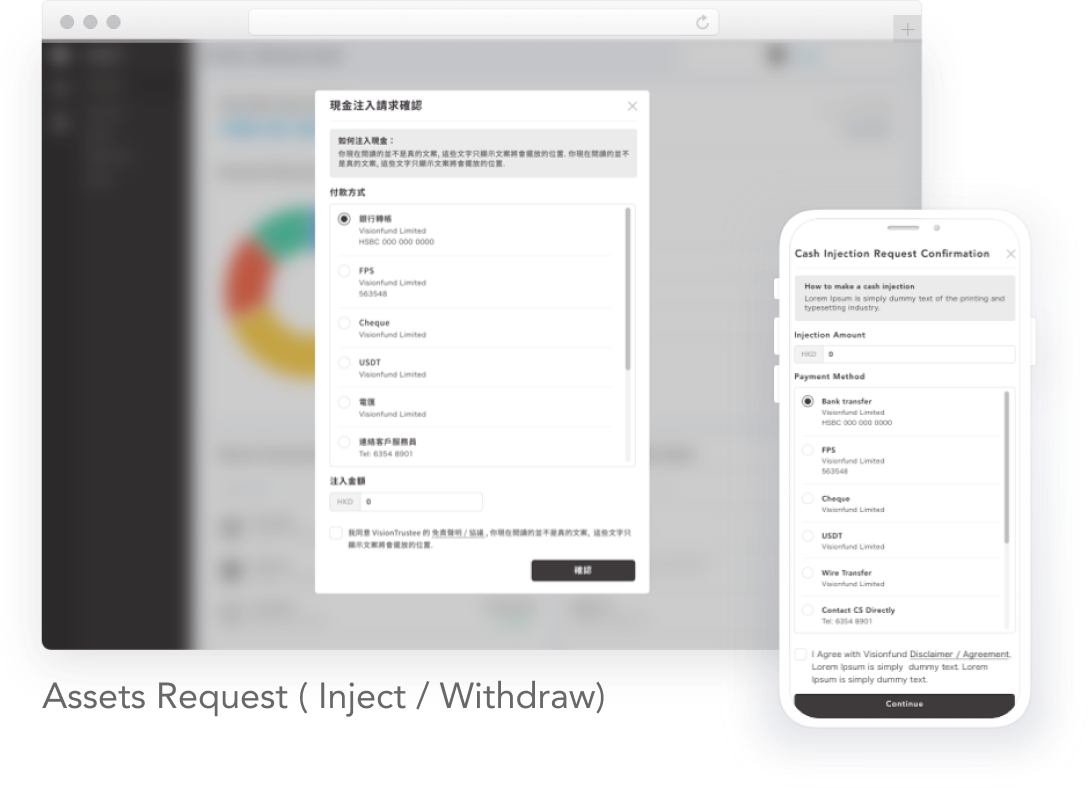 現金注入請求確認
如何注入現金：
你現在閱讀的並不是真的文案, 這些文字只顯示文案將會擺放的位置. 你現在閱讀的並不
是真的文案, 這些文字只顯示文案將會擺放的位置.
付款方式
銀行轉帳
Visionfund Limited
HSBC 000 000 0000
FPS
Visionfund Limited
563548
Cheque
Visionfund Limited
USDT
Visionfund Limited
電匯
Visionfund Limited
連絡客戶服務員
Tel: 6354 8901
注入金額
HKD 0
我同意 VisionTrustee 的 免責聲明 / 協議 , 你現在閱讀的並不是真的文案, 這些文字只
顯示文案將會擺放的位置.
確認
Cash Injection Request Confirmation
How to make a cash injection
Lorem Ipsum is simply dummy text of the printing and
typesetting industry.
Injection Amount
HKD 0
Payment Method
Bank transfer
Visionfund Limited
HSBC 000 000 0000
FPS
Visionfund Limited
563548
Cheque
Visionfund Limited
USDT
Visionfund Limited
Wire Transfer
Visionfund Limited
Contact CS Directly
Tel: 6354 8901
I Agree with Visionfund Disclaimer / Agreement.
Lorem Ipsum is simply dummy text. Lorem
Ipsum is simply dummy text.
Continue
Assets Request ( Inject / Withdraw)